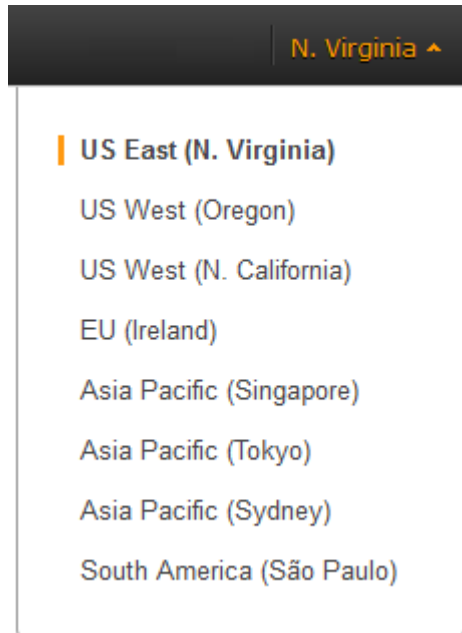 N. Virginia
US East (N. Virginia)
US West (Oregon)
US West (N. California)
EU (Ireland)
Asia Pacific (Singapore)
Asia Pacific (Tokyo)
Asia Pacific (Sydney)
South America (São Paulo)